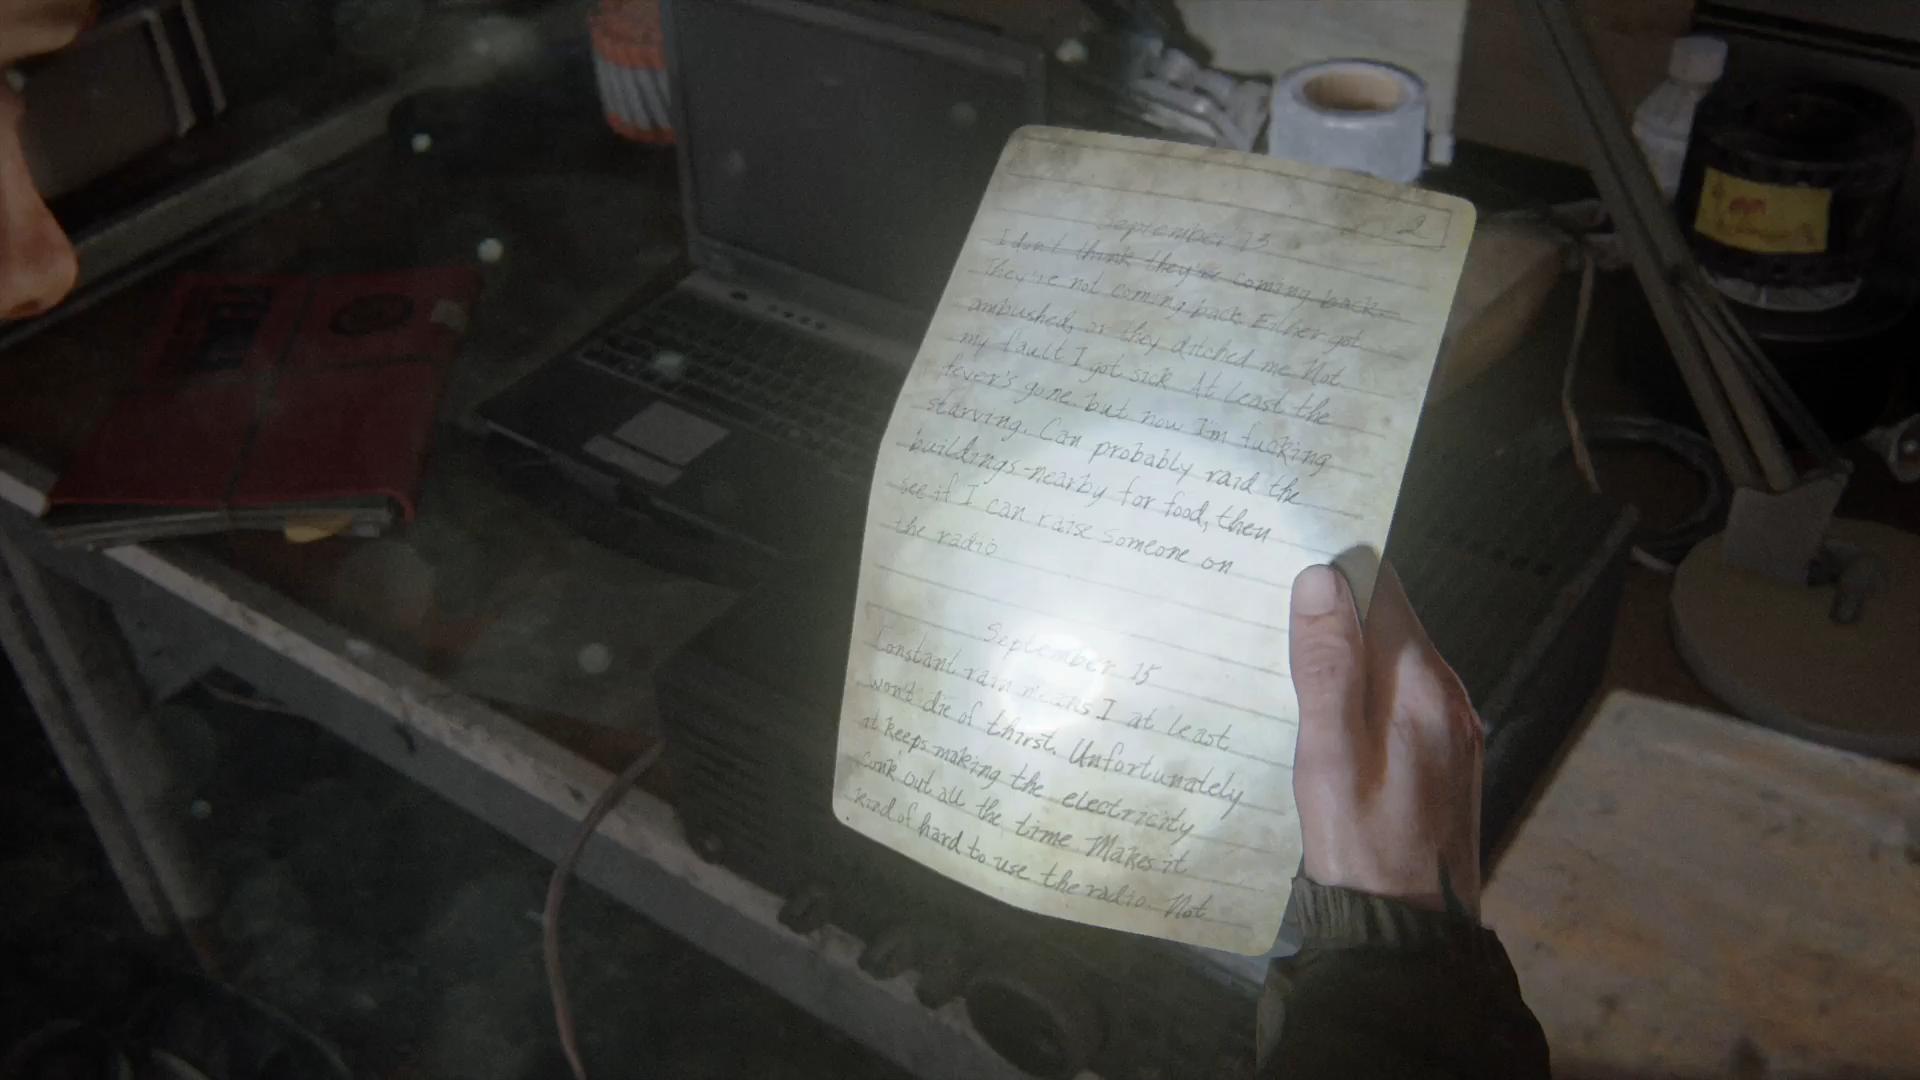 2
September 13
I don't think they're coming back.
They're not coming back. Either got
ambushed, or they ditched me. Not
my fault I got sick. At least the
fever's gone but now I'm fucking
starving. Can probably raid the
buildings nearby for food, then
see if I can raise someone on
the radio
September 15
Constant rain means I at least
won't die of thirst. Unfortunately
it keeps making the electricity
conk out all the time. Makes it
kind of hard to use the radio. Not